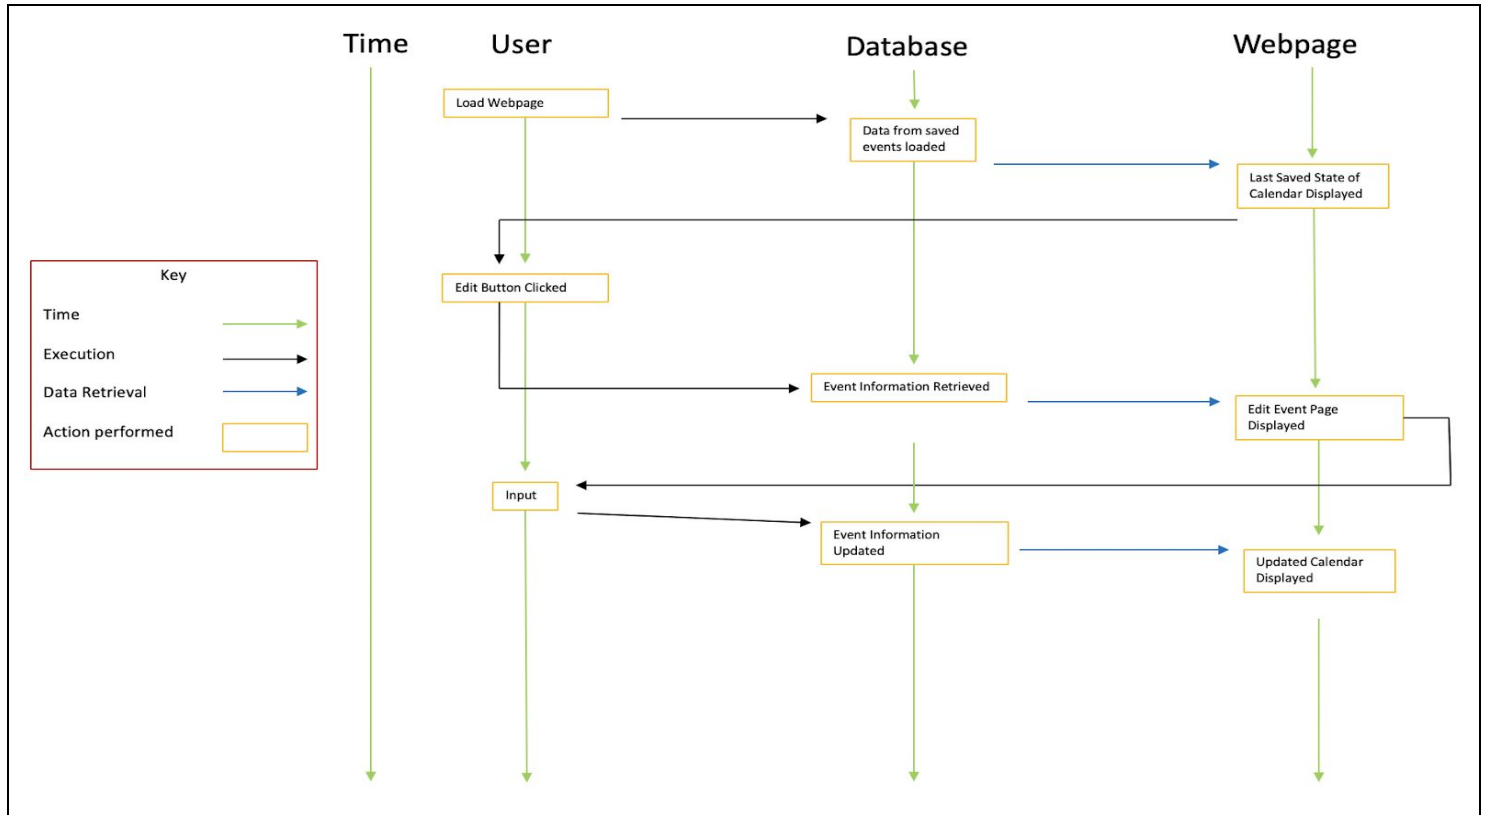 Time
User
Database
Webpage
Load Webpage
Data from saved
events loaded
Last Saved State of
Calendar Displayed
Key
Time
Execution
Data Retrieval
Action performed
Edit Button Clicked
Event Information Retrieved
Edit Event Page
Displayed
Input
Event Information
Updated
Updated Calendar
Displayed